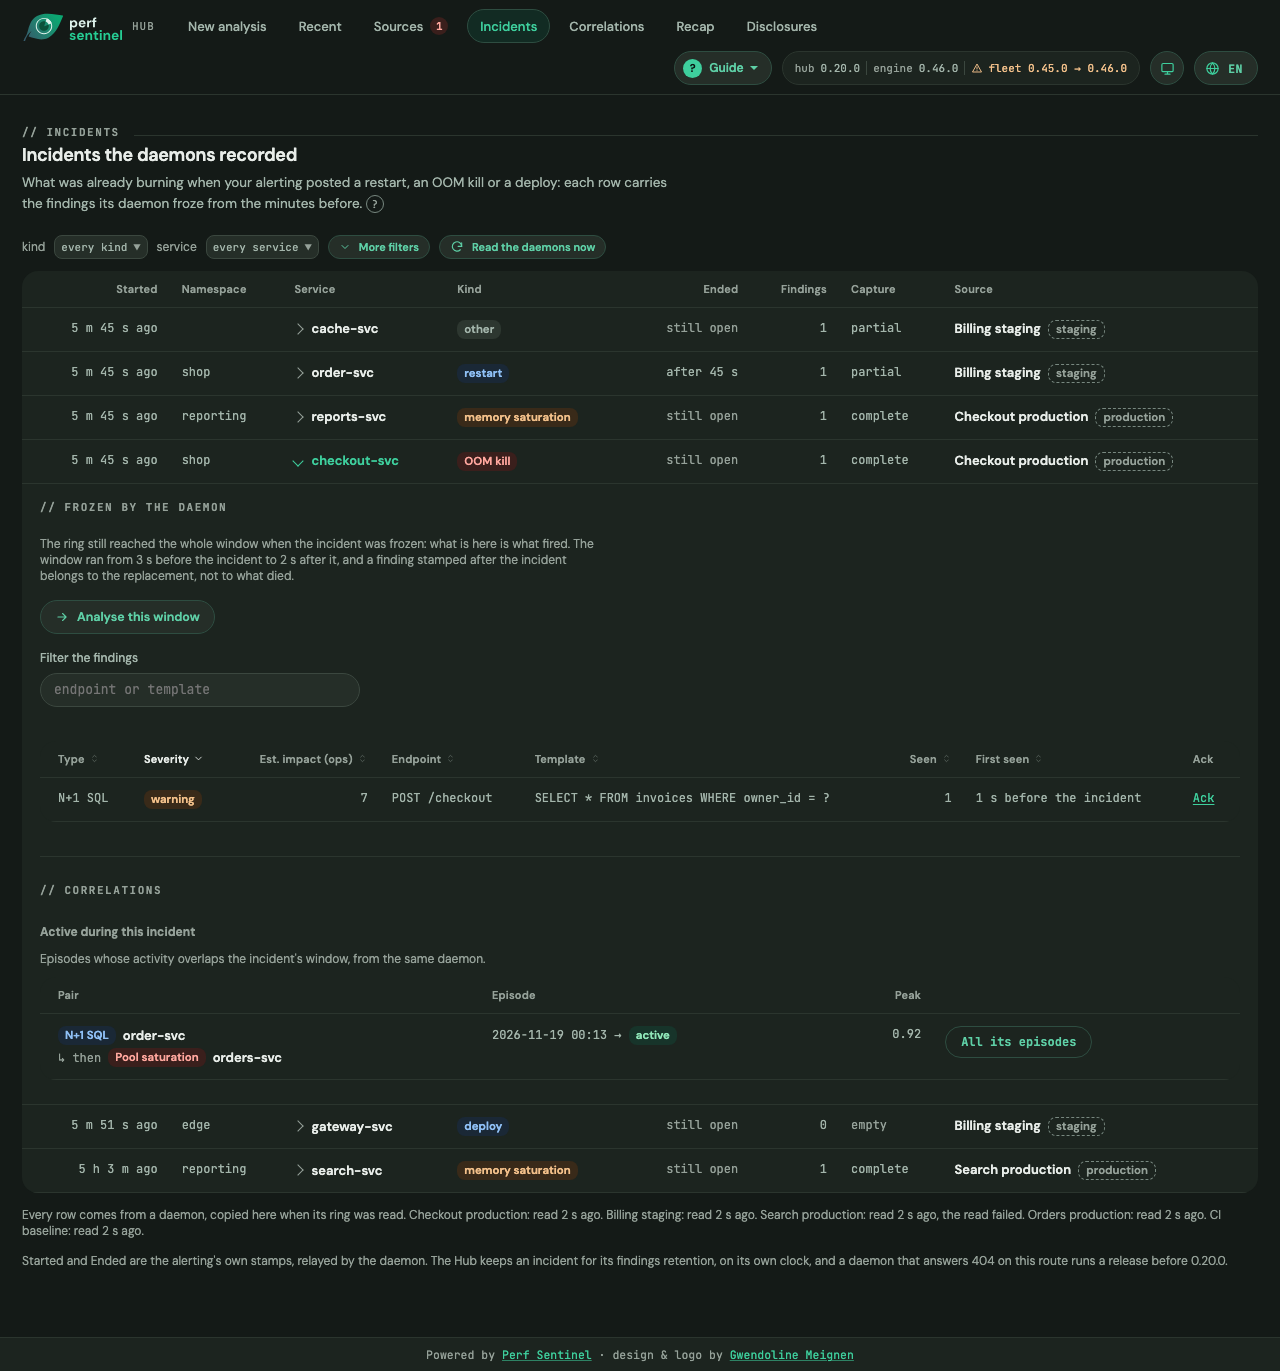 perf sentinel HUB New analysis Recent Sources 1 Incidents Correlations Recap Disclosures
? Guide hub 0.20.0 engine 0.46.0 ⚠ fleet 0.45.0 → 0.46.0 EN
// INCIDENTS
Incidents the daemons recorded
What was already burning when your alerting posted a restart, an OOM kill or a deploy: each row carries
the findings its daemon froze from the minutes before. ?
kind every kind ▼ service every service ▼ More filters Read the daemons now
Started Namespace Service Kind Ended Findings Capture Source
5 m 45 s ago cache-svc other still open 1 partial Billing staging staging
5 m 45 s ago shop order-svc restart after 45 s 1 partial Billing staging staging
5 m 45 s ago reporting reports-svc memory saturation still open 1 complete Checkout production production
5 m 45 s ago shop checkout-svc OOM kill still open 1 complete Checkout production production
// FROZEN BY THE DAEMON
The ring still reached the whole window when the incident was frozen: what is here is what fired. The
window ran from 3 s before the incident to 2 s after it, and a finding stamped after the incident
belongs to the replacement, not to what died.
→ Analyse this window
Filter the findings
endpoint or template
Type Severity Est. impact (ops) Endpoint Template Seen First seen Ack
N+1 SQL warning 7 POST /checkout SELECT * FROM invoices WHERE owner_id = ? 1 1 s before the incident Ack
// CORRELATIONS
Active during this incident
Episodes whose activity overlaps the incident's window, from the same daemon.
Pair Episode Peak
N+1 SQL order-svc 2026-11-19 00:13 → active 0.92 All its episodes
↳ then Pool saturation orders-svc
5 m 51 s ago edge gateway-svc deploy still open 0 empty Billing staging staging
5 h 3 m ago reporting search-svc memory saturation still open 1 complete Search production production
Every row comes from a daemon, copied here when its ring was read. Checkout production: read 2 s ago. Billing staging: read 2 s ago. Search production: read 2 s ago, the read failed. Orders production: read 2 s ago. CI
baseline: read 2 s ago.
Started and Ended are the alerting's own stamps, relayed by the daemon. The Hub keeps an incident for its findings retention, on its own clock, and a daemon that answers 404 on this route runs a release before 0.20.0.
Powered by Perf Sentinel · design & logo by Gwendoline Meignen